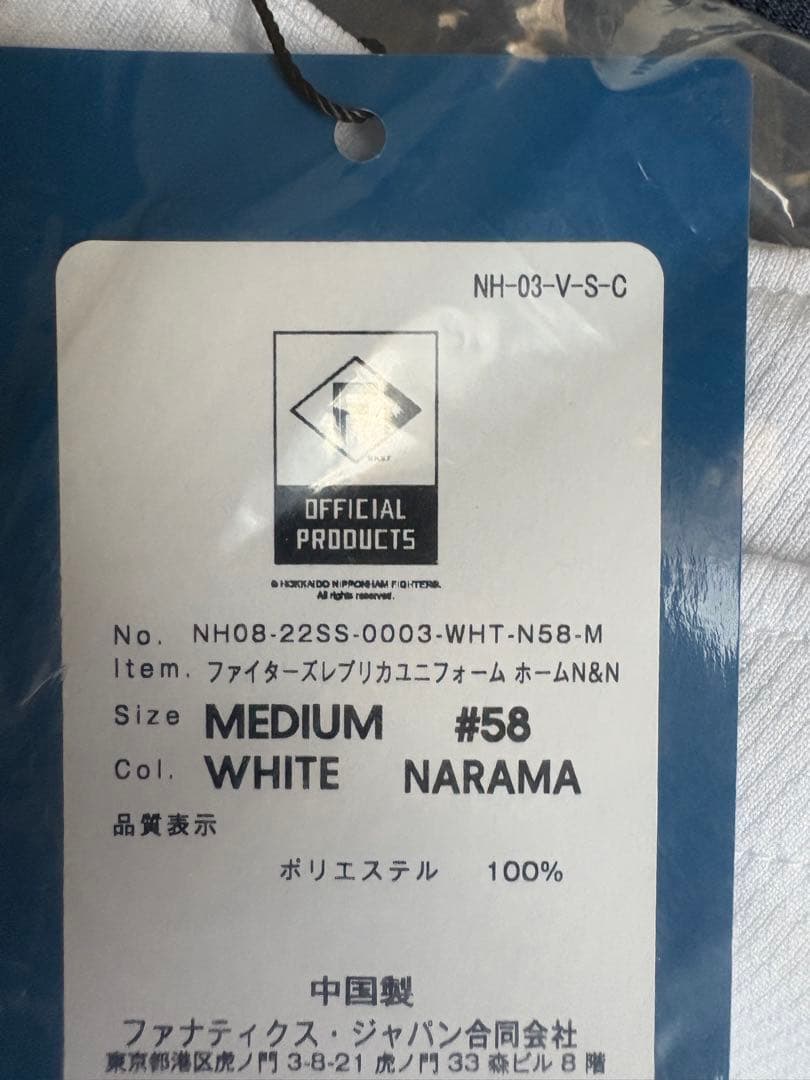 NH-03-V-S-C
OFFICIAL
PRODUCTS
© HOKKAIDO NIPPONHAM FIGHTERS.
All rights reserved.
No. NH08-22SS-0003-WHT-N58-M
Item. ファイターズレプリカユニフォーム ホームN&N
Size MEDIUM #58
Col. WHITE NARAMA
品質表示
ポリエステル 100%
中国製
ファナティクス・ジャパン合同会社
東京都港区虎ノ門 3-8-21 虎ノ門 33 森ビル 8 階